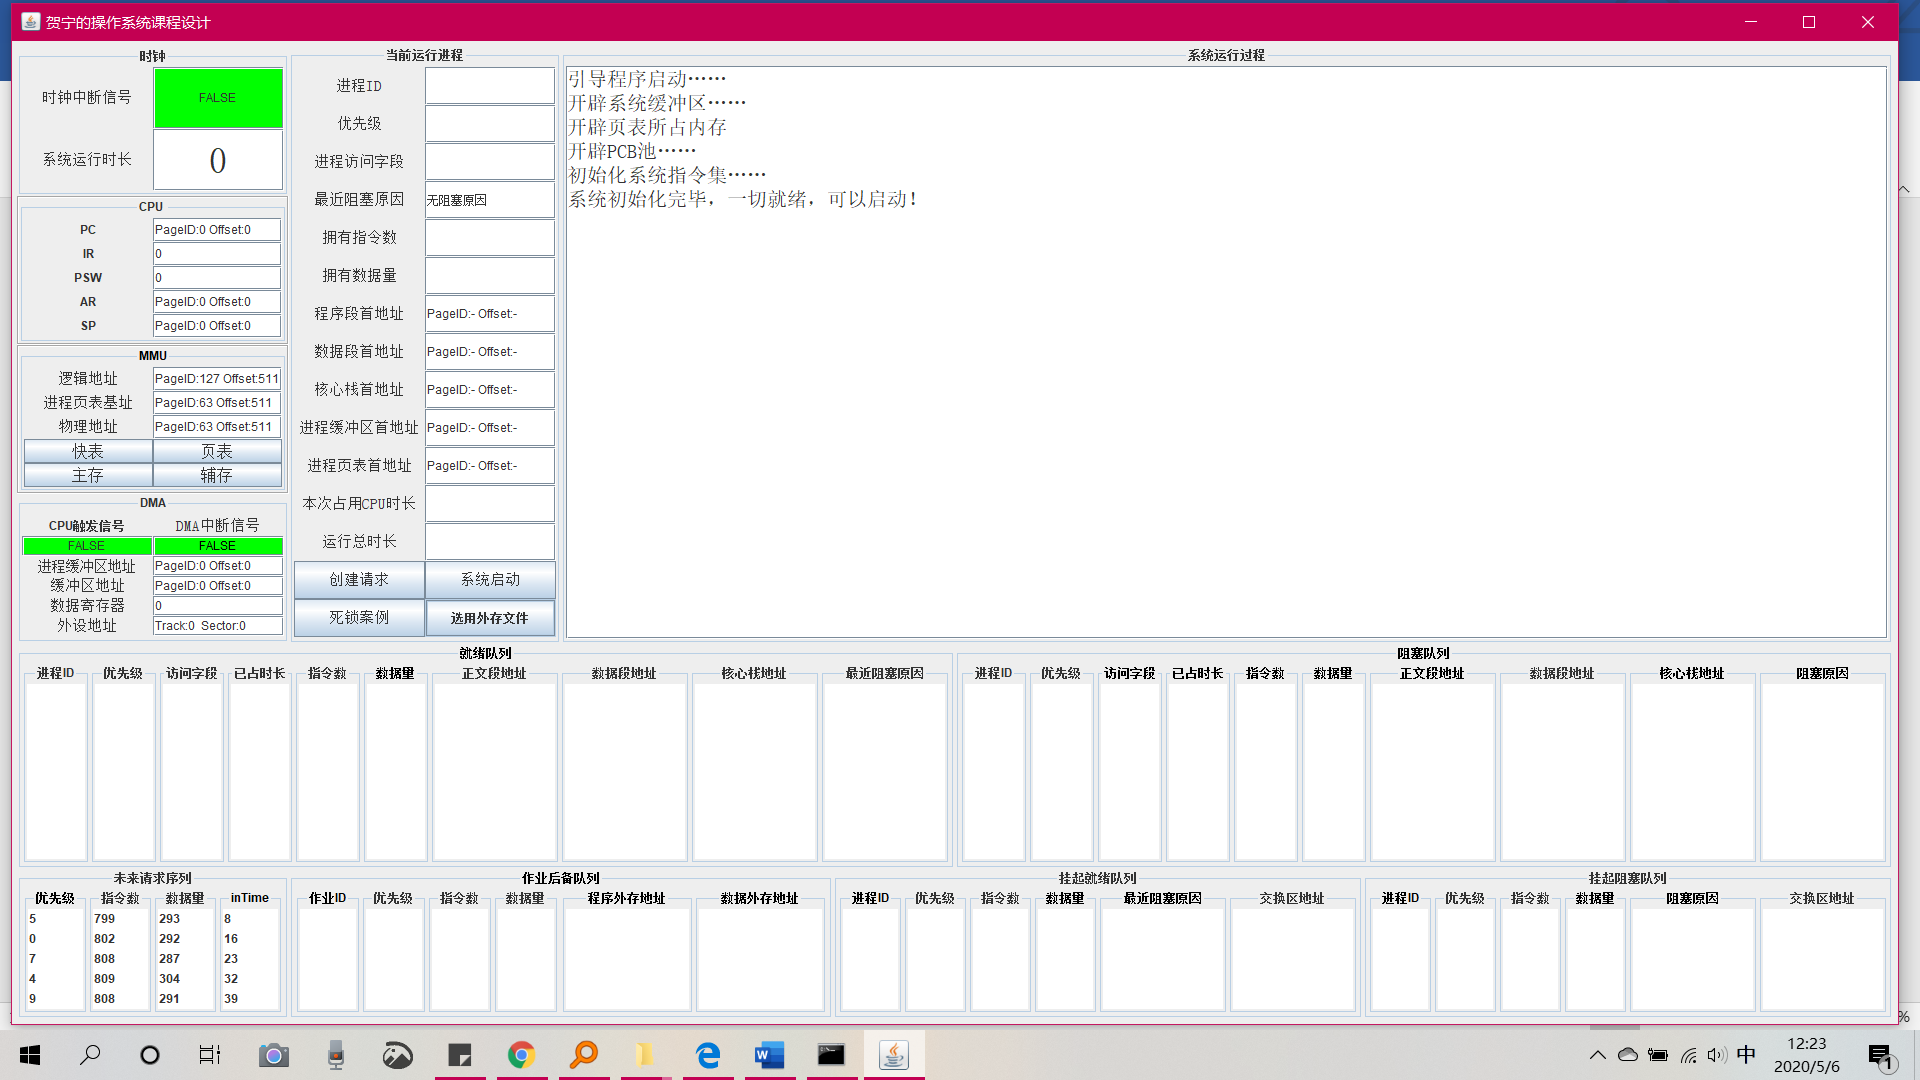 贺宁的操作系统课程设计
时钟
时钟中断信号 FALSE
系统运行时长 0
CPU
PC PageID:0 Offset:0
IR 0
PSW 0
AR PageID:0 Offset:0
SP PageID:0 Offset:0
MMU
逻辑地址 PageID:127 Offset:511
进程页表基址 PageID:63 Offset:511
物理地址 PageID:63 Offset:511
快表 页表
主存 辅存
DMA
CPU触发信号 DMA中断信号
FALSE FALSE
进程缓冲区地址 PageID:0 Offset:0
缓冲区地址 PageID:0 Offset:0
数据寄存器 0
外设地址 Track:0 Sector:0
当前运行进程
进程ID
优先级
进程访问字段
最近阻塞原因 无阻塞原因
拥有指令数
拥有数据量
程序段首地址 PageID:- Offset:-
数据段首地址 PageID:- Offset:-
核心栈首地址 PageID:- Offset:-
进程缓冲区首地址 PageID:- Offset:-
进程页表首地址 PageID:- Offset:-
本次占用CPU时长
运行总时长
创建请求 系统启动
死锁案例 选用外存文件
系统运行过程
引导程序启动……
开辟系统缓冲区……
开辟页表所占内存
开辟PCB池……
初始化系统指令集……
系统初始化完毕，一切就绪，可以启动！
就绪队列
进程ID 优先级 访问字段 已占时长 指令数 数据量 正文段地址 数据段地址 核心栈地址 最近阻塞原因
阻塞队列
进程ID 优先级 访问字段 已占时长 指令数 数据量 正文段地址 数据段地址 核心栈地址 阻塞原因
未来请求序列
优先级 指令数 数据量 inTime
5 799 293 8
0 802 292 16
7 808 287 23
4 809 304 32
9 808 291 39
作业后备队列
作业ID 优先级 指令数 数据量 程序外存地址 数据外存地址
挂起就绪队列
进程ID 优先级 指令数 数据量 最近阻塞原因 交换区地址
挂起阻塞队列
进程ID 优先级 指令数 数据量 阻塞原因 交换区地址
%
中
12:23
2020/5/6
1